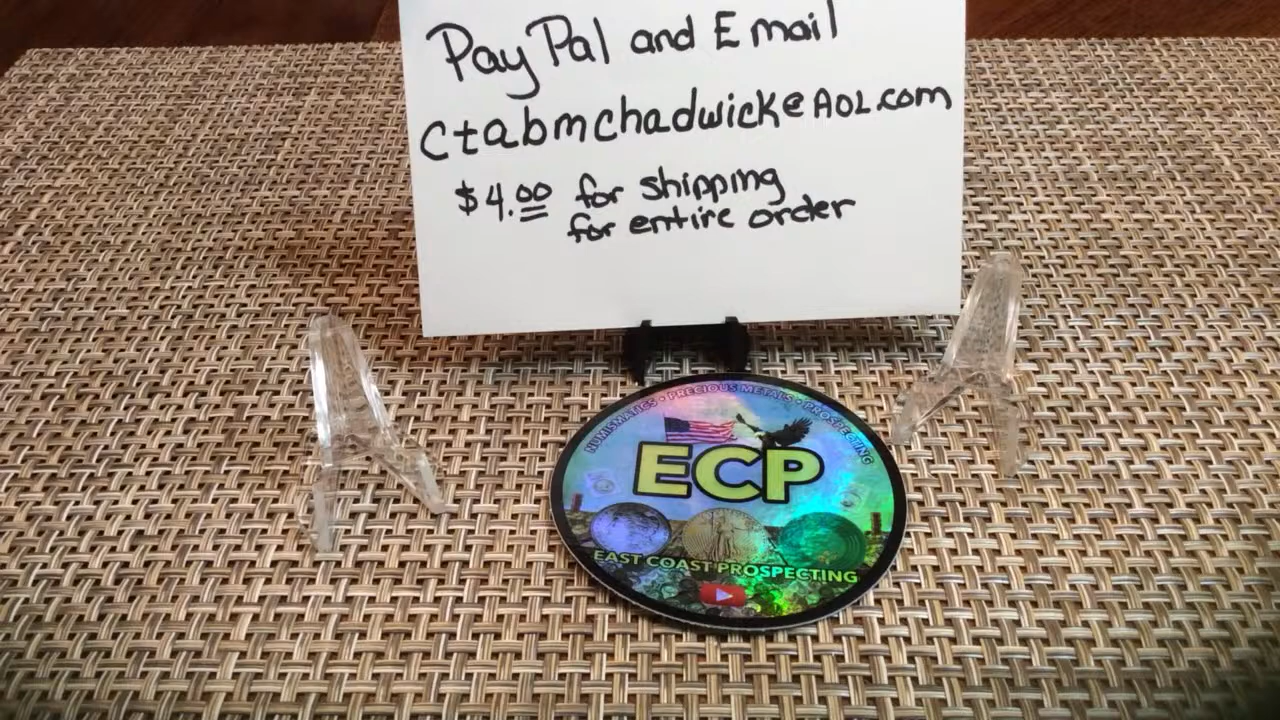 PayPal and Email
ctabmchadwick@AOL.com
$4.00 for shipping
for entire order
NUMISMATICS • PRECIOUS METALS • PROSPECTING
ECP
EAST COAST PROSPECTING